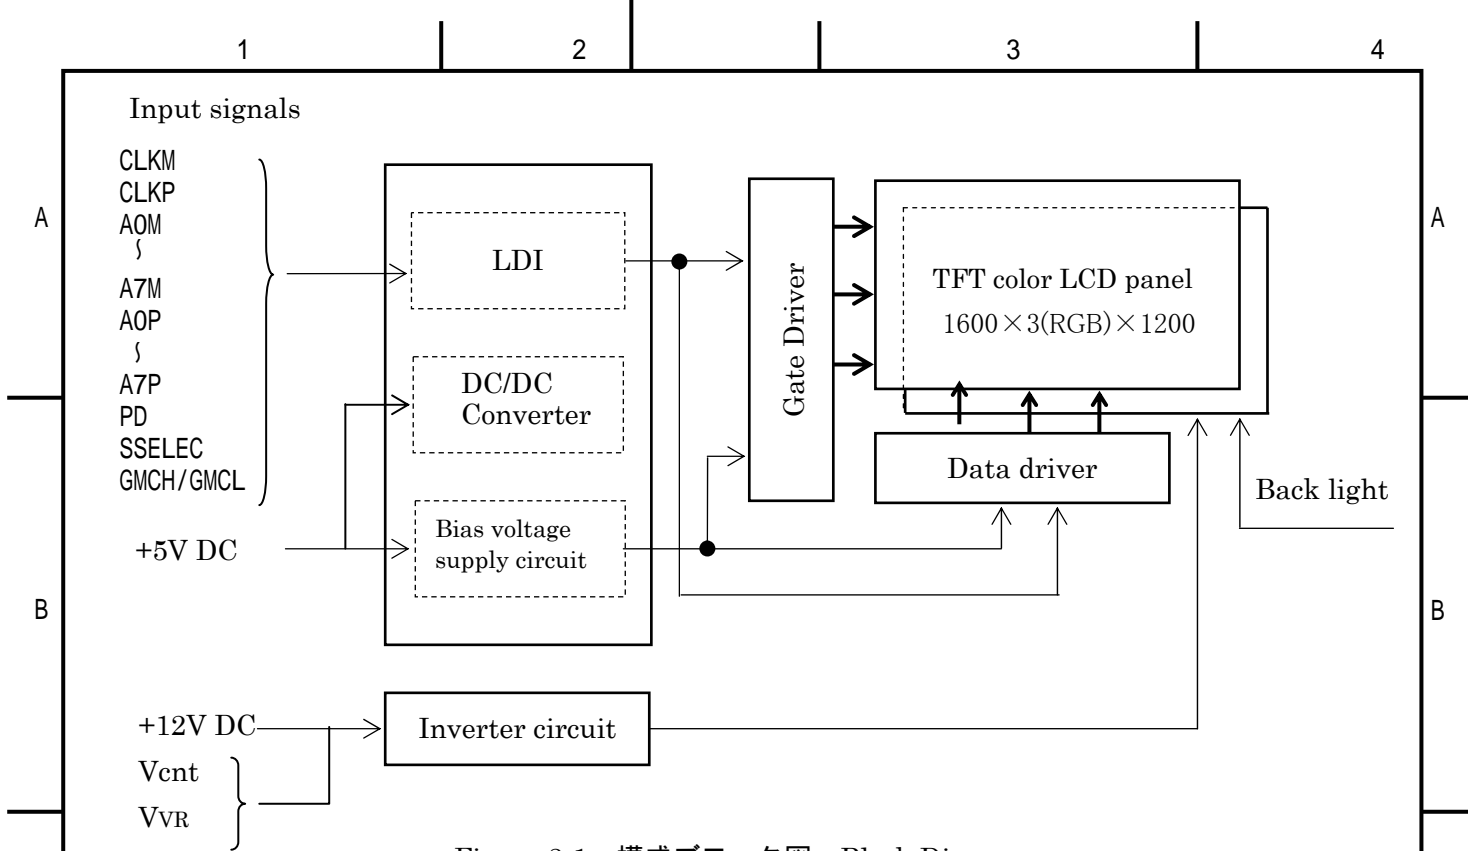 1 2 3 4
Input signals
CLKM
CLKP
A0M
~
A7M
A0P
~
A7P
PD
SSELEC
GMCH/GMCL
+5V DC
+12V DC
Vcnt
VVR
A
B
LDI
DC/DC
Converter
Bias voltage
supply circuit
Inverter circuit
Gate Driver
TFT color LCD panel
1600×3(RGB)×1200
Data driver
Back light
A
B